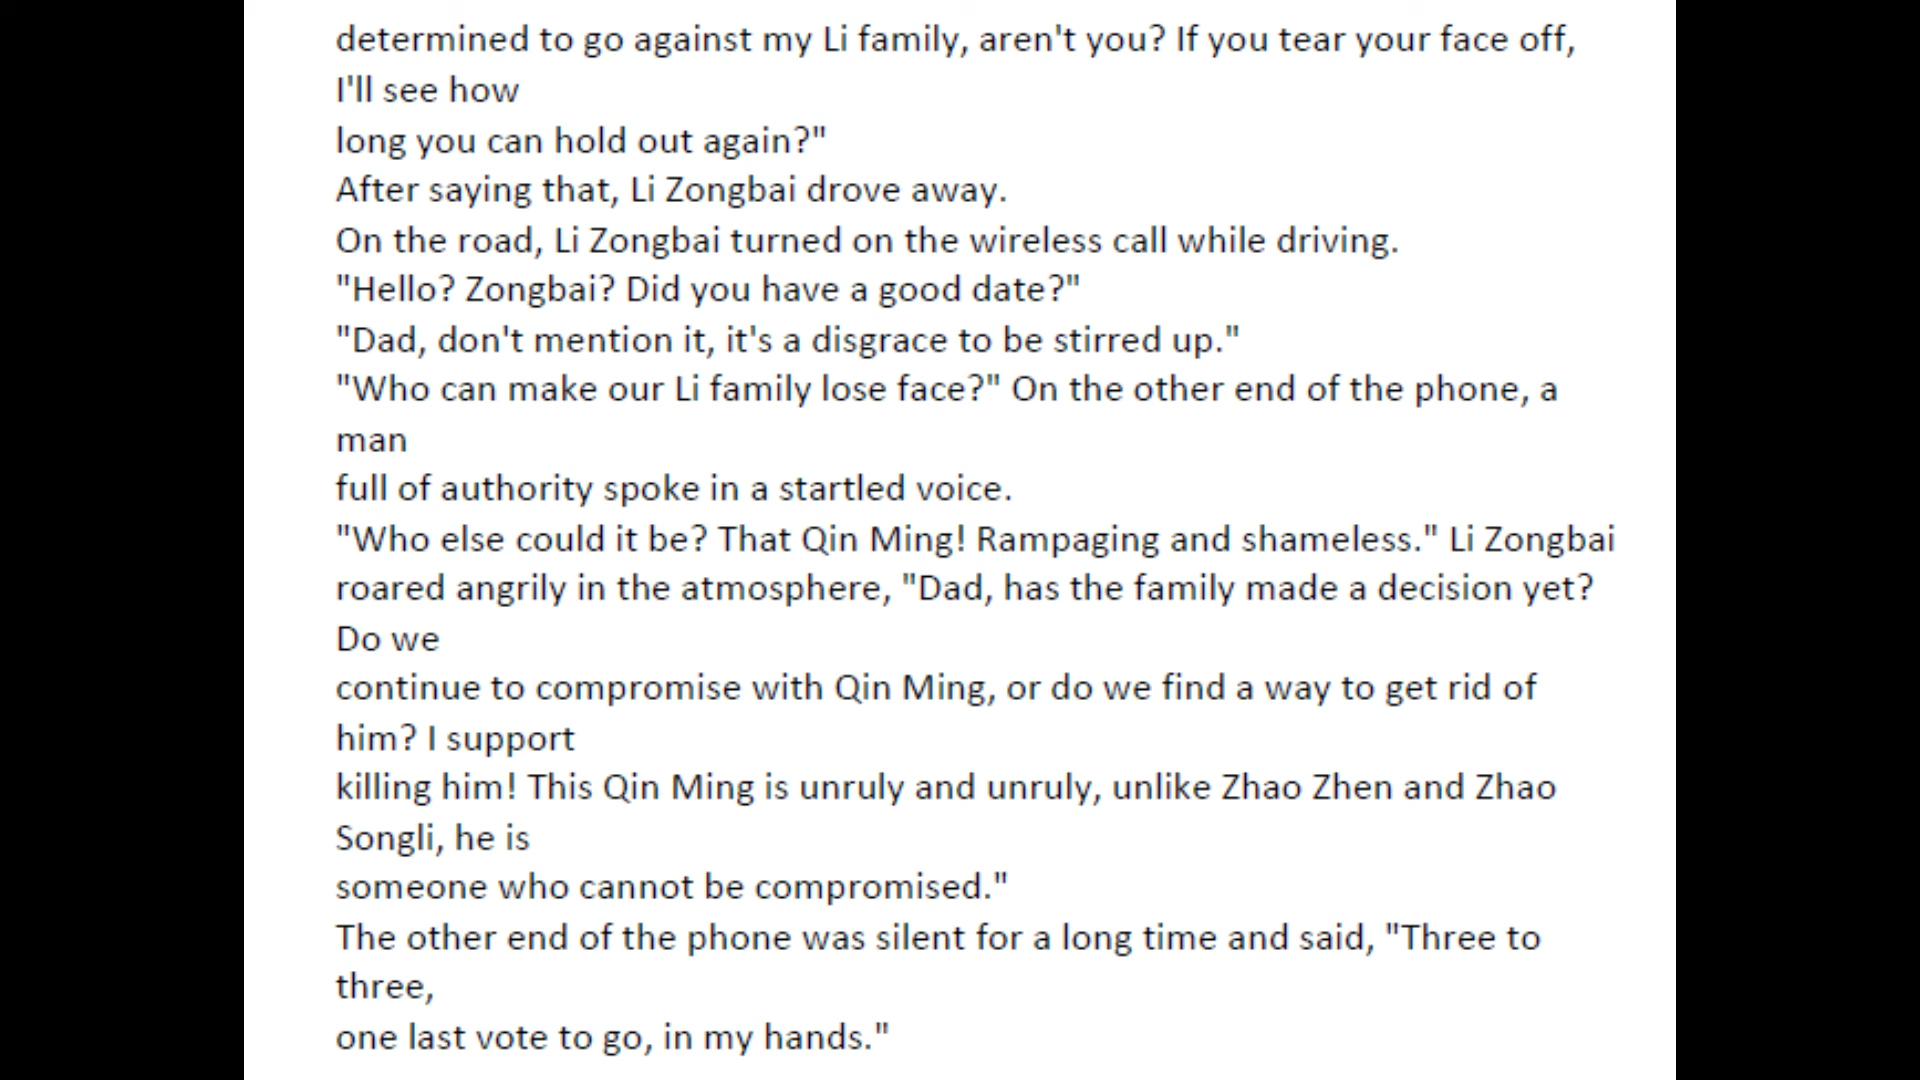 determined to go against my Li family, aren't you? If you tear your face off,
I'll see how
long you can hold out again?"
After saying that, Li Zongbai drove away.
On the road, Li Zongbai turned on the wireless call while driving.
"Hello? Zongbai? Did you have a good date?"
"Dad, don't mention it, it's a disgrace to be stirred up."
"Who can make our Li family lose face?" On the other end of the phone, a
man
full of authority spoke in a startled voice.
"Who else could it be? That Qin Ming! Rampaging and shameless." Li Zongbai
roared angrily in the atmosphere, "Dad, has the family made a decision yet?
Do we
continue to compromise with Qin Ming, or do we find a way to get rid of
him? I support
killing him! This Qin Ming is unruly and unruly, unlike Zhao Zhen and Zhao
Songli, he is
someone who cannot be compromised."
The other end of the phone was silent for a long time and said, "Three to
three,
one last vote to go, in my hands."